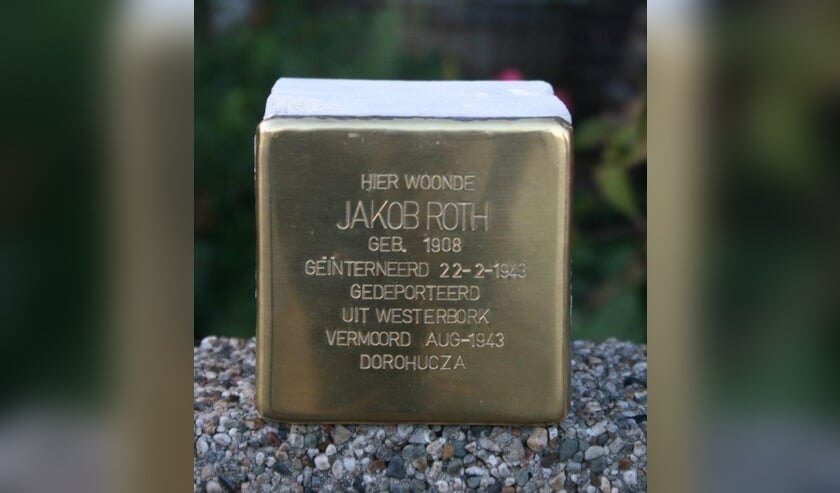 HIER WOONDE
JAKOB ROTH
GEB. 1908
GEÏNTERNEERD 22-2-1943
GEDEPORTEERD
UIT WESTERBORK
VERMOORD AUG-1943
DOROHUCZA